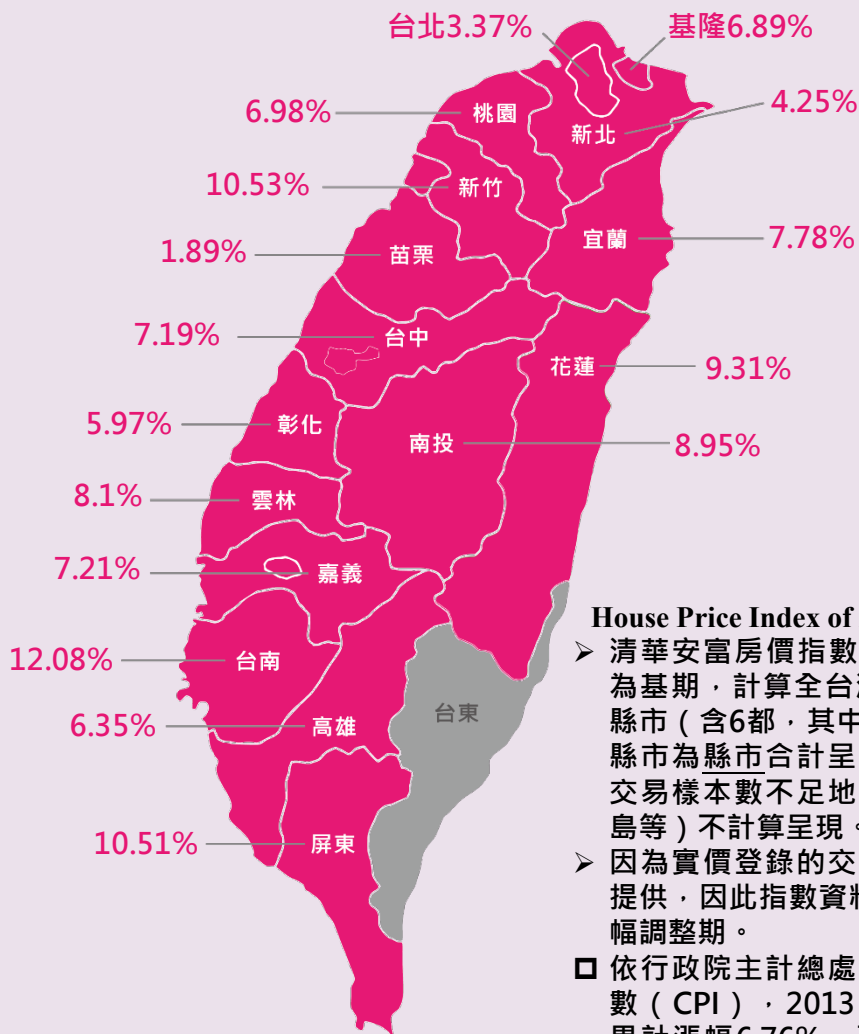 台北3.37%
基隆6.89%
6.98%
桃園
新北
4.25%
10.53%
新竹
1.89%
苗栗
宜蘭
7.78%
7.19%
台中
花蓮
9.31%
5.97%
彰化
南投
8.95%
8.1%
雲林
7.21%
嘉義
12.08%
台南
6.35%
高雄
台東
10.51%
屏東
House Price Index of
➢ 清華安富房價指數
為基期，計算全台
縣市（含6都，其中
縣市為縣市合計呈
交易樣本數不足地
島等）不計算呈現。
➢ 因為實價登錄的交
提供，因此指數資
幅調整期。
❑ 依行政院主計總處
數（CPI），2013